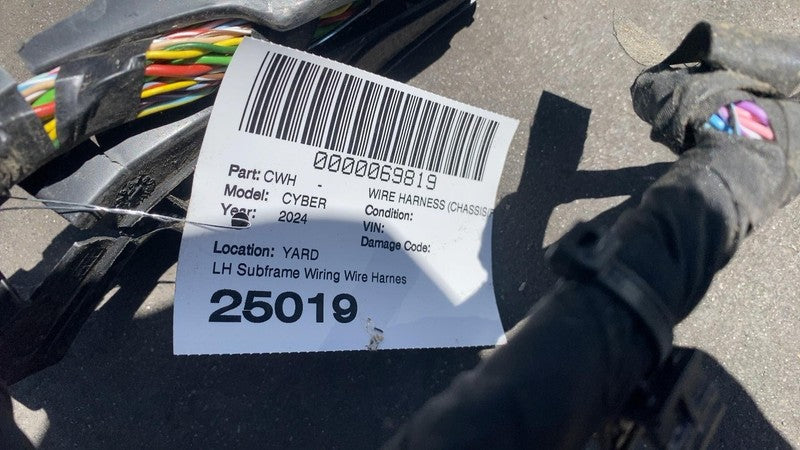 0000069819
Part: CWH - WIRE HARNESS (CHASSIS/
Model: CYBER Condition:
Year: 2024 VIN:
Damage Code:
Location: YARD
LH Subframe Wiring Wire Harnes
25019